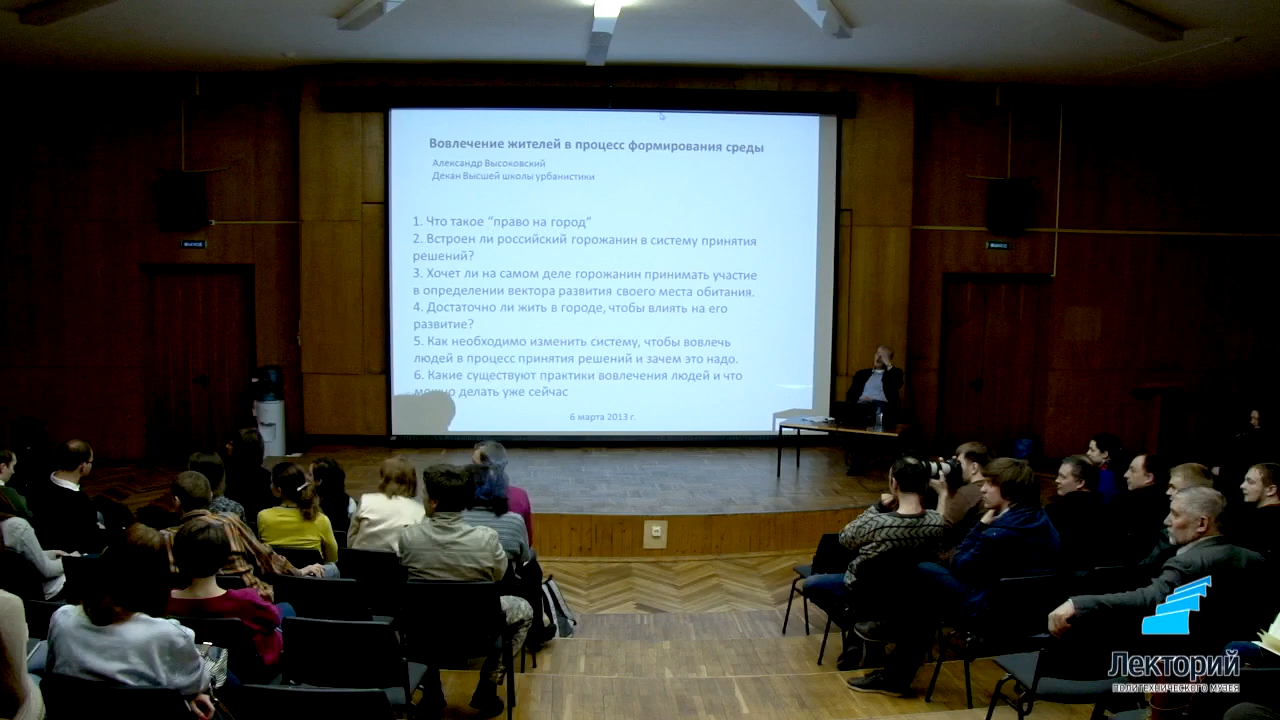 Вовлечение жителей в процесс формирования среды
Александр Высоковский
Декан Высшей школы урбанистики
1. Что такое “право на город”
2. Встроен ли российский горожанин в систему принятия
решений?
3. Хочет ли на самом деле горожанин принимать участие
в определении вектора развития своего места обитания.
4. Достаточно ли жить в городе, чтобы влиять на его
развитие?
5. Как необходимо изменить систему, чтобы вовлечь
людей в процесс принятия решений и зачем это надо.
6. Какие существуют практики вовлечения людей и что
можно делать уже сейчас
6 марта 2013 г.
Лекторий
ПОЛИТЕХНИЧЕСКОГО МУЗЕЯ